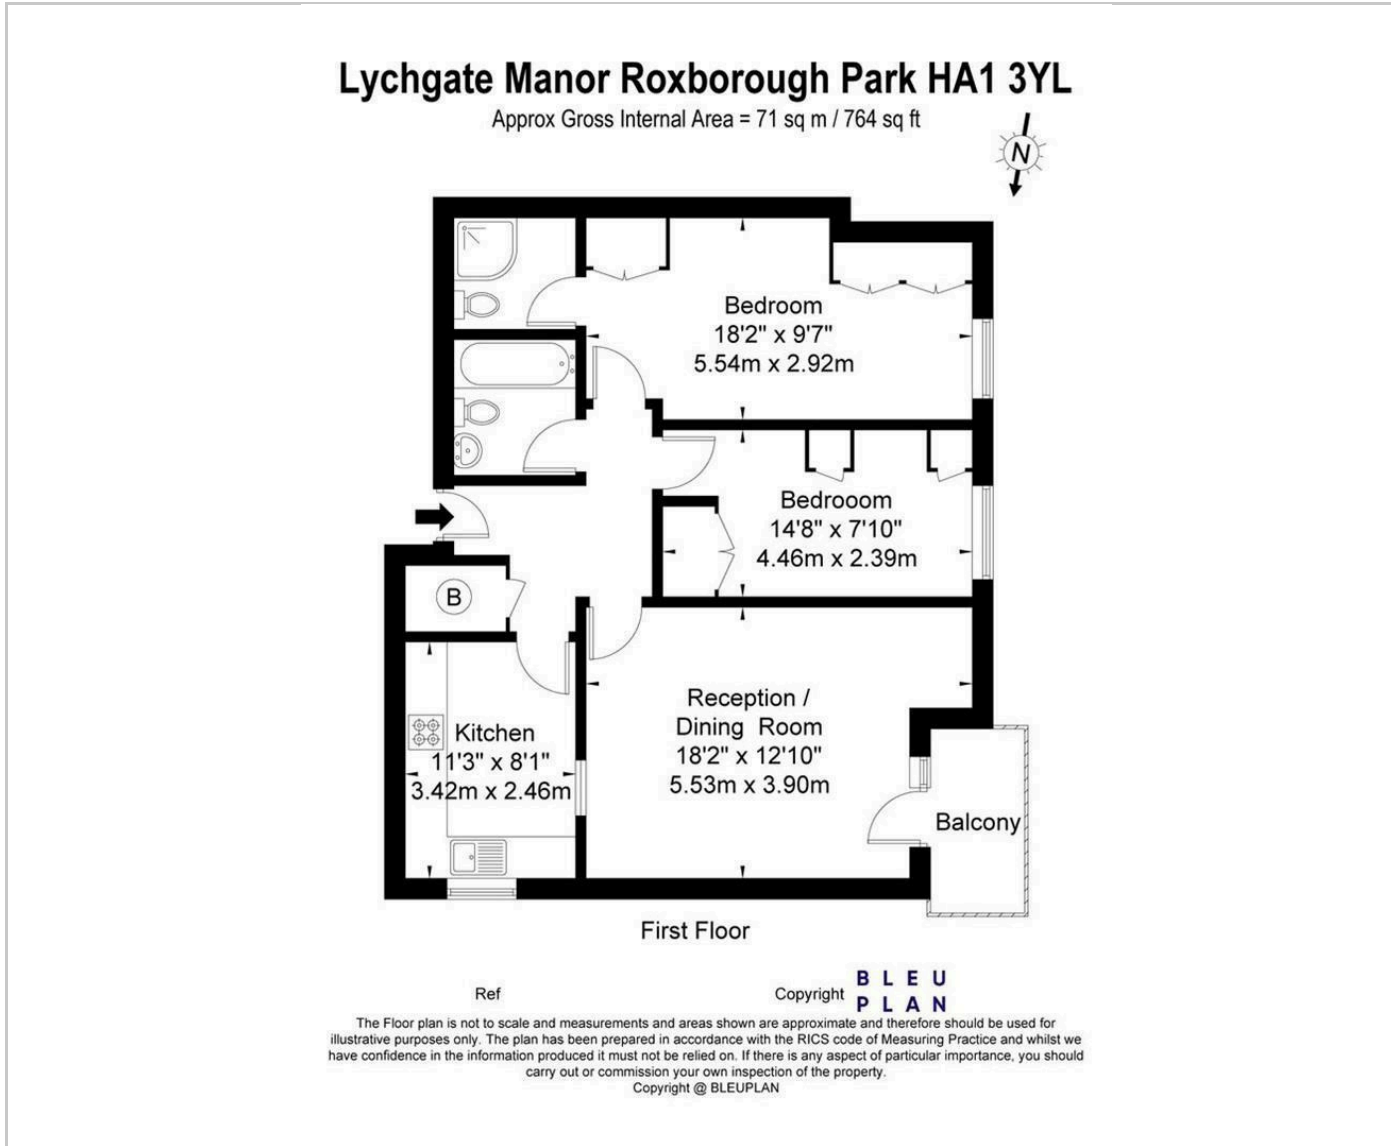 Lychgate Manor Roxborough Park HA1 3YL
Approx Gross Internal Area = 71 sq m / 764 sq ft
N
Bedroom
18'2" x 9'7"
5.54m x 2.92m
Bedrooom
14'8" x 7'10"
4.46m x 2.39m
B
Reception /
Dining Room
18'2" x 12'10"
5.53m x 3.90m
Kitchen
11'3" x 8'1"
3.42m x 2.46m
Balcony
First Floor
Ref
Copyright
BLEU
PLAN
The Floor plan is not to scale and measurements and areas shown are approximate and therefore should be used for
illustrative purposes only. The plan has been prepared in accordance with the RICS code of Measuring Practice and whilst we
have confidence in the information produced it must not be relied on. If there is any aspect of particular importance, you should
carry out or commission your own inspection of the property.
Copyright @ BLEUPLAN